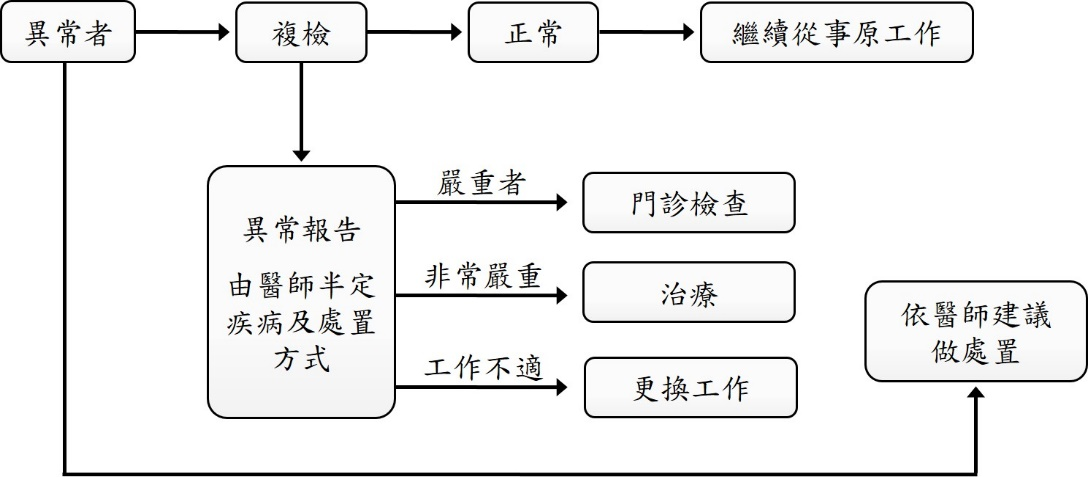 異常者
複檢
正常
繼續從事原工作
異常報告
由醫師半定
疾病及處置
方式
嚴重者
門診檢查
非常嚴重
治療
工作不適
更換工作
依醫師建議
做處置